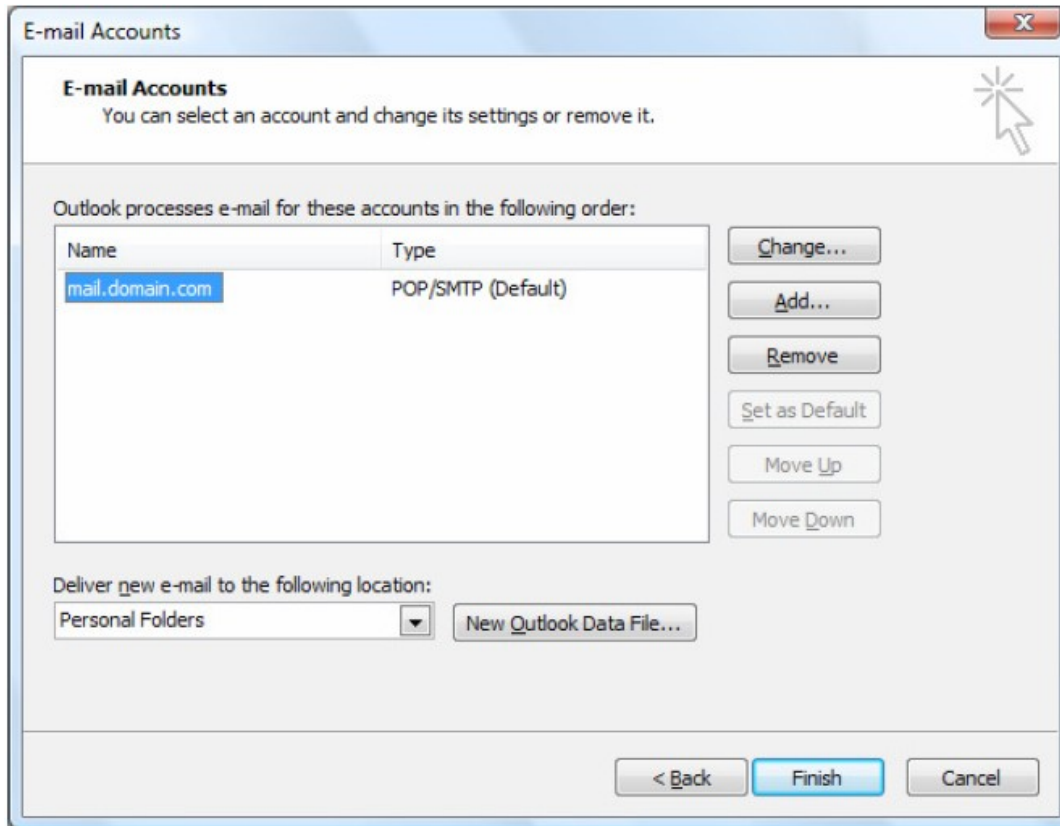 E-mail Accounts
E-mail Accounts
You can select an account and change its settings or remove it.
Outlook processes e-mail for these accounts in the following order:
Name Type
mail.domain.com POP/SMTP (Default)
Change...
Add...
Remove
Set as Default
Move Up
Move Down
Deliver new e-mail to the following location:
Personal Folders New Outlook Data File...
< Back Finish Cancel